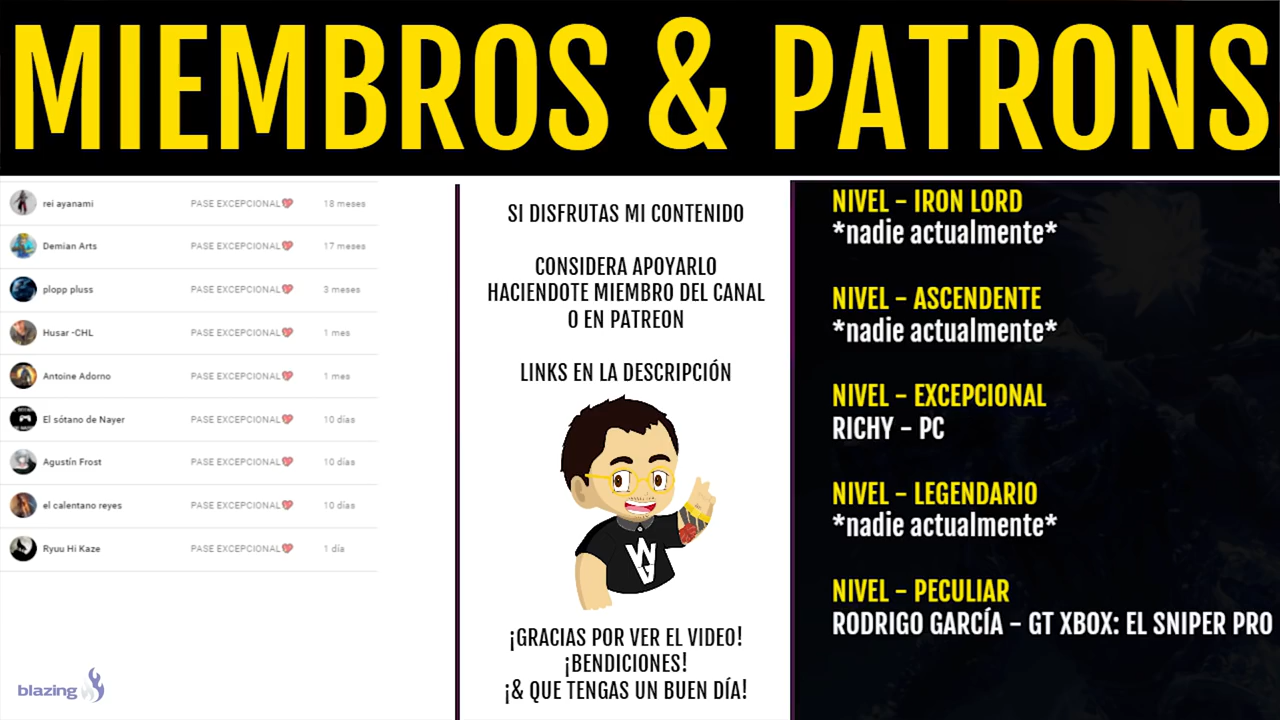 MIEMBROS & PATRONS
rei ayanami PASE EXCEPCIONAL 18 meses
Demian Arts PASE EXCEPCIONAL 17 meses
plopp pluss PASE EXCEPCIONAL 3 meses
Husar -CHL PASE EXCEPCIONAL 1 mes
Antoine Adorno PASE EXCEPCIONAL 1 mes
El sótano de Nayer PASE EXCEPCIONAL 10 días
Agustín Frost PASE EXCEPCIONAL 10 días
el calentano reyes PASE EXCEPCIONAL 10 días
Ryuu Hi Kaze PASE EXCEPCIONAL 1 día
blazing
SI DISFRUTAS MI CONTENIDO
CONSIDERA APOYARLO
HACIENDOTE MIEMBRO DEL CANAL
O EN PATREON
LINKS EN LA DESCRIPCIÓN
¡GRACIAS POR VER EL VIDEO!
¡BENDICIONES!
¡& QUE TENGAS UN BUEN DÍA!
NIVEL - IRON LORD
*nadie actualmente*
NIVEL - ASCENDENTE
*nadie actualmente*
NIVEL - EXCEPCIONAL
RICHY - PC
NIVEL - LEGENDARIO
*nadie actualmente*
NIVEL - PECULIAR
RODRIGO GARCÍA - GT XBOX: EL SNIPER PRO